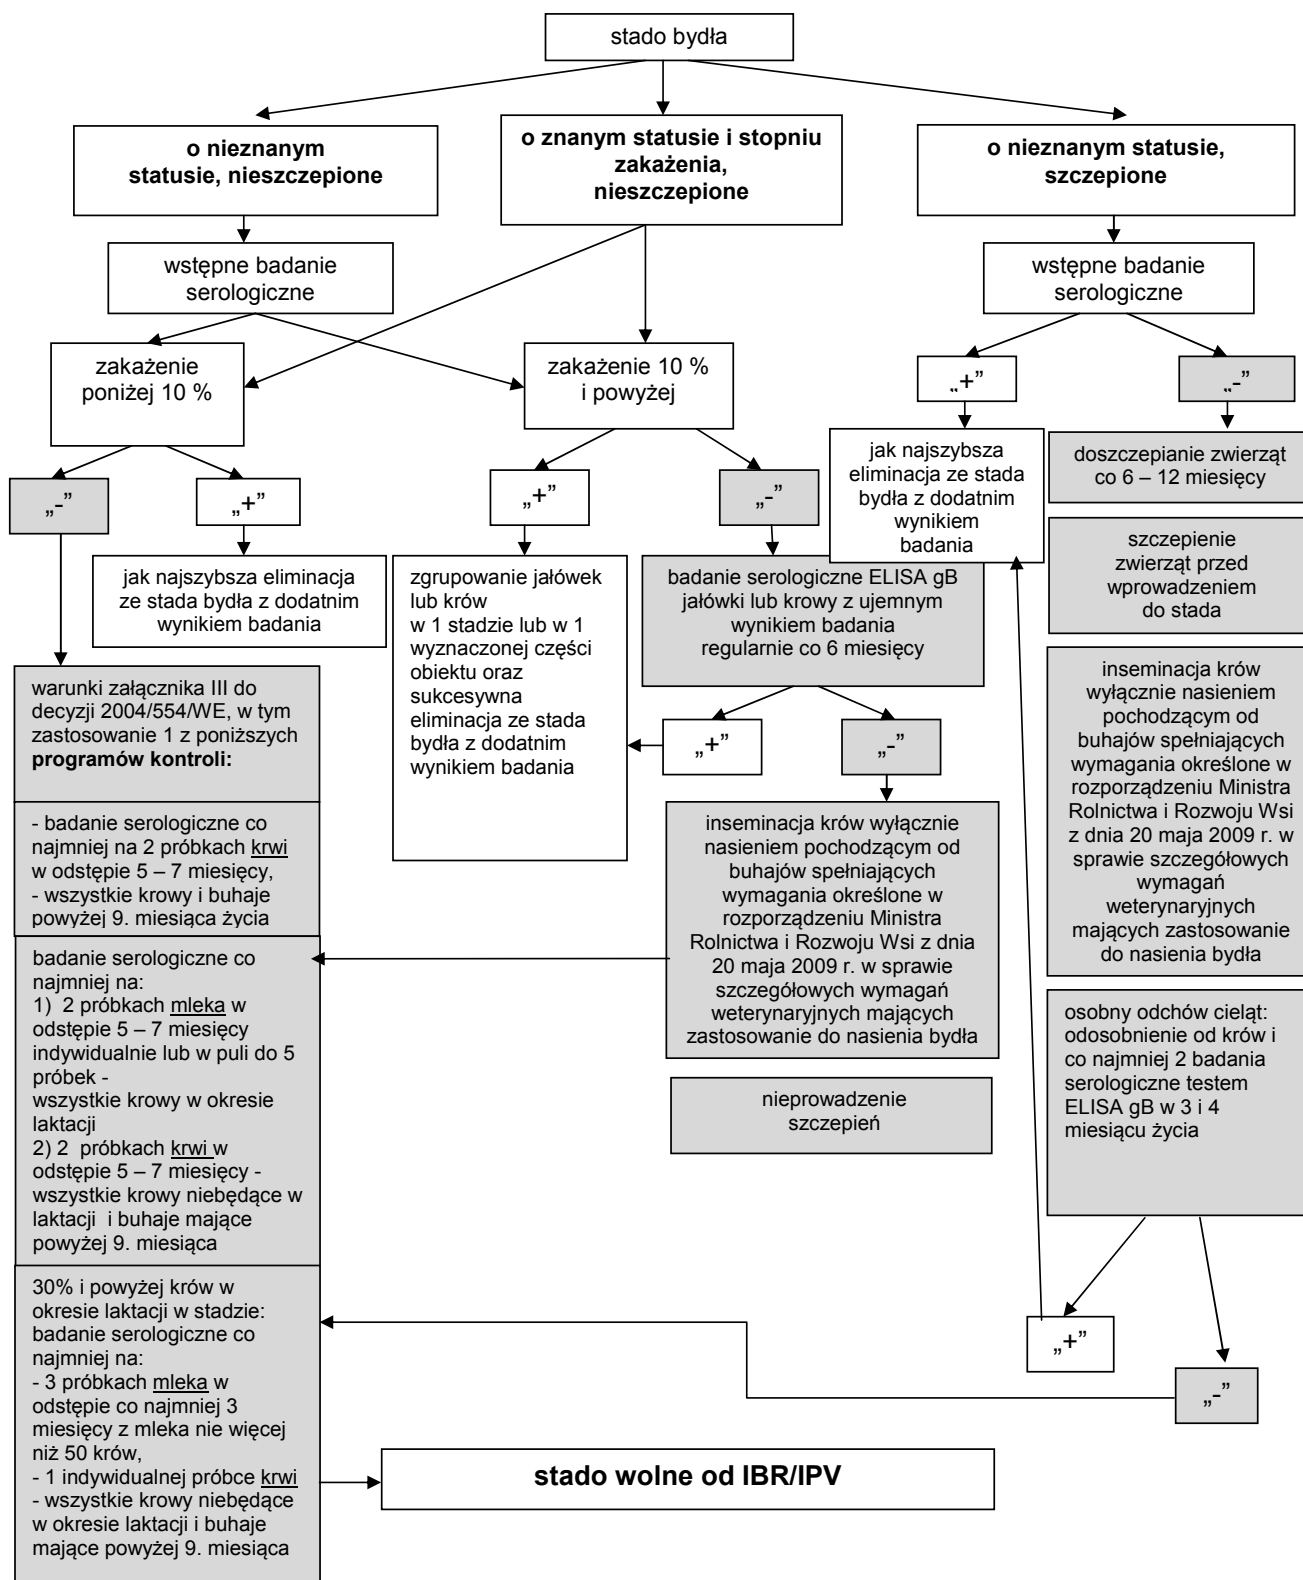 stado bydła
o nieznanym
statusie, nieszczepione
o znanym statusie i stopniu
zakażenia,
nieszczepione
o nieznanym statusie,
szczepione
wstępne badanie
serologiczne
wstępne badanie
serologiczne
zakażenie
poniżej 10 %
zakażenie 10 %
i powyżej
„+”
„-”
„-”
„+”
„+”
„-”
jak najszybsza
eliminacja ze stada
bydła z dodatnim
wynikiem
badania
doszczepianie zwierząt
co 6 – 12 miesięcy
jak najszybsza eliminacja
ze stada bydła z dodatnim
wynikiem badania
zgrupowanie jałówek
lub krów
w 1 stadzie lub w 1
wyznaczonej części
obiektu oraz
sukcesywna
eliminacja ze stada
bydła z dodatnim
wynikiem badania
badanie serologiczne ELISA gB
jałówki lub krowy z ujemnym
wynikiem badania
regularnie co 6 miesięcy
szczepienie
zwierząt przed
wprowadzeniem
do stada
„+”
„-”
warunki załącznika III do
decyzji 2004/554/WE, w tym
zastosowanie 1 z poniższych
programów kontroli:
- badanie serologiczne co
najmniej na 2 próbkach krwi
w odstępie 5 – 7 miesięcy,
- wszystkie krowy i buhaje
powyżej 9. miesiąca życia
inseminacja krów wyłącznie
nasieniem pochodzącym od
buhajów spełniających
wymagania określone w
rozporządzeniu Ministra
Rolnictwa i Rozwoju Wsi z dnia
20 maja 2009 r. w sprawie
szczegółowych wymagań
weterynaryjnych mających
zastosowanie do nasienia bydła
inseminacja krów
wyłącznie nasieniem
pochodzącym od
buhajów spełniających
wymagania określone w
rozporządzeniu Ministra
Rolnictwa i Rozwoju Wsi
z dnia 20 maja 2009 r. w
sprawie szczegółowych
wymagań
weterynaryjnych
mających zastosowanie
do nasienia bydła
badanie serologiczne co
najmniej na:
1) 2 próbkach mleka w
odstępie 5 – 7 miesięcy
indywidualnie lub w puli do 5
próbek -
wszystkie krowy w okresie
laktacji
2) 2 próbkach krwi w
odstępie 5 – 7 miesięcy -
wszystkie krowy niebędące w
laktacji i buhaje mające
powyżej 9. miesiąca
nieprowadzenie
szczepień
osobny odchów cieląt:
odosobnienie od krów i
co najmniej 2 badania
serologiczne testem
ELISA gB w 3 i 4
miesiącu życia
30% i powyżej krów w
okresie laktacji w stadzie:
badanie serologiczne co
najmniej na:
- 3 próbkach mleka w
odstępie co najmniej 3
miesięcy z mleka nie więcej
niż 50 krów,
- 1 indywidualnej próbce krwi
- wszystkie krowy niebędące
w okresie laktacji i buhaje
mające powyżej 9. miesiąca
„+”
„-”
stado wolne od IBR/IPV